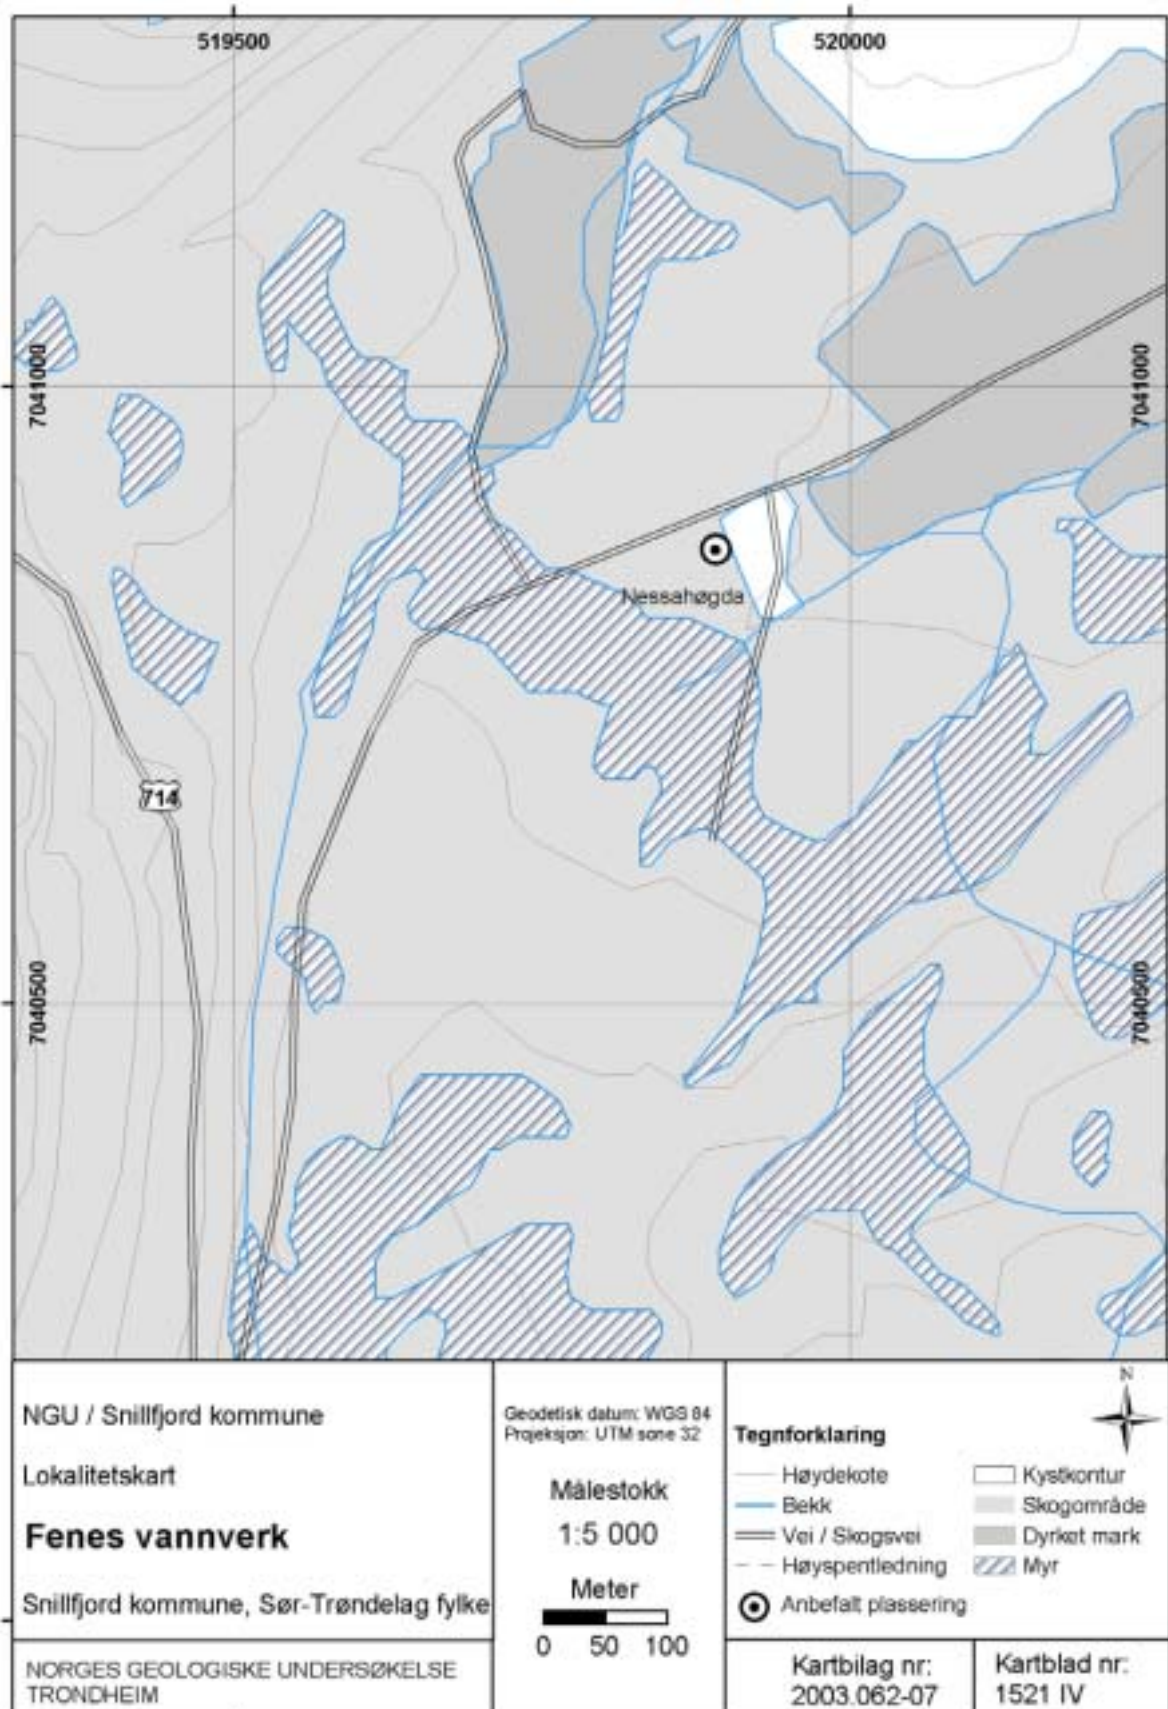 519500
520000
7041000
7041000
Nessahøgda
714
7040500
7040500
NGU / Snillfjord kommune
Lokalitetskart
Fenes vannverk
Snillfjord kommune, Sør-Trøndelag fylke
NORGES GEOLOGISKE UNDERSØKELSE
TRONDHEIM
Geodetisk datum: WGS 84
Projeksjon: UTM sone 32
Målestokk
1:5 000
Meter
0 50 100
N
Tegnforklaring
Høydekote
Bekk
Vei / Skogsvei
Høyspentledning
Anbefalt plassering
Kystkontur
Skogområde
Dyrket mark
Myr
Kartbilag nr:
2003.062-07
Kartblad nr:
1521 IV